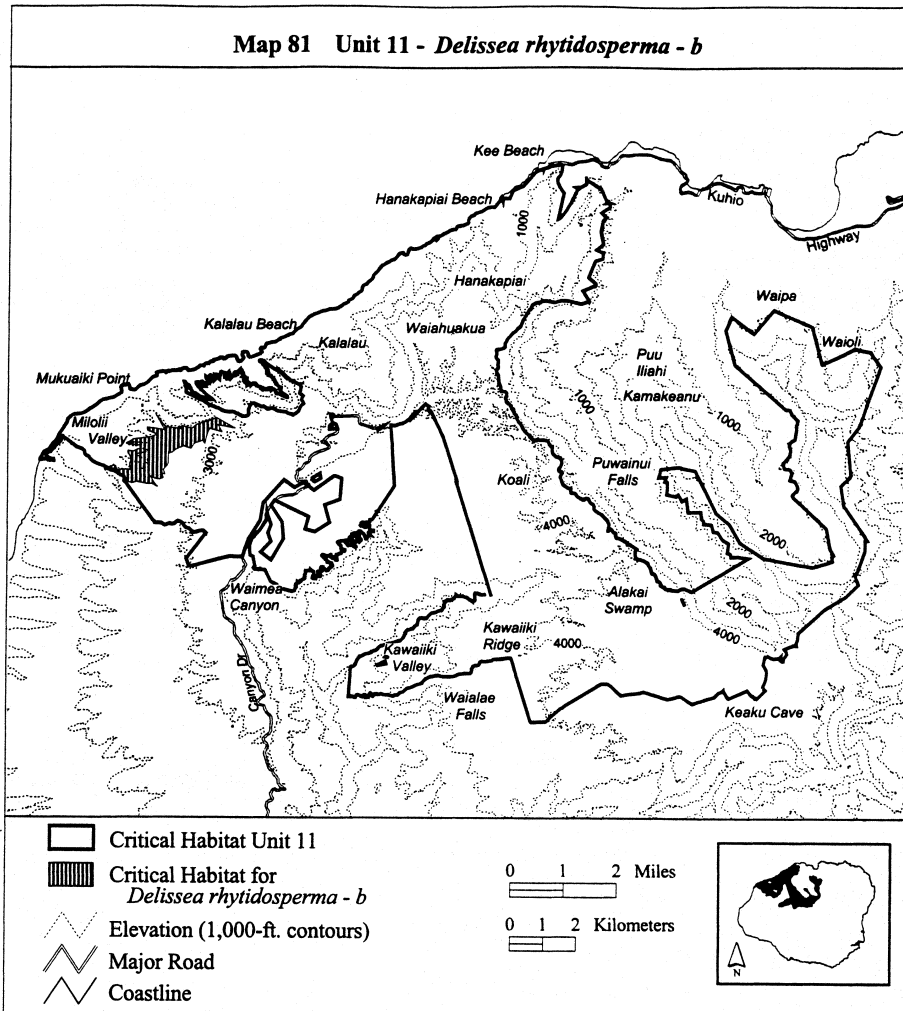 Map 81 Unit 11 - Delissea rhytidosperma - b
Kee Beach
Hanakapiai Beach
Kuhio
Highway
1000
Hanakapiai
Waipa
Kalalau Beach
Waiahuakua
Kalalau
Waioli
Puu
Iliahi
Mukuaiki Point
Kamakeanu
1000
1000
Milolii
Valley
3000
Puwainui
Falls
Koali
4000
2000
Waimea
Canyon
Alakai
Swamp
2000
4000
Kawaiiki
Ridge
4000
Kawaiiki
Valley
Canyon Dr
Waialae
Falls
Keaku Cave
Critical Habitat Unit 11
Critical Habitat for
Delissea rhytidosperma - b
Elevation (1,000-ft. contours)
Major Road
Coastline
0 1 2 Miles
0 1 2 Kilometers
N